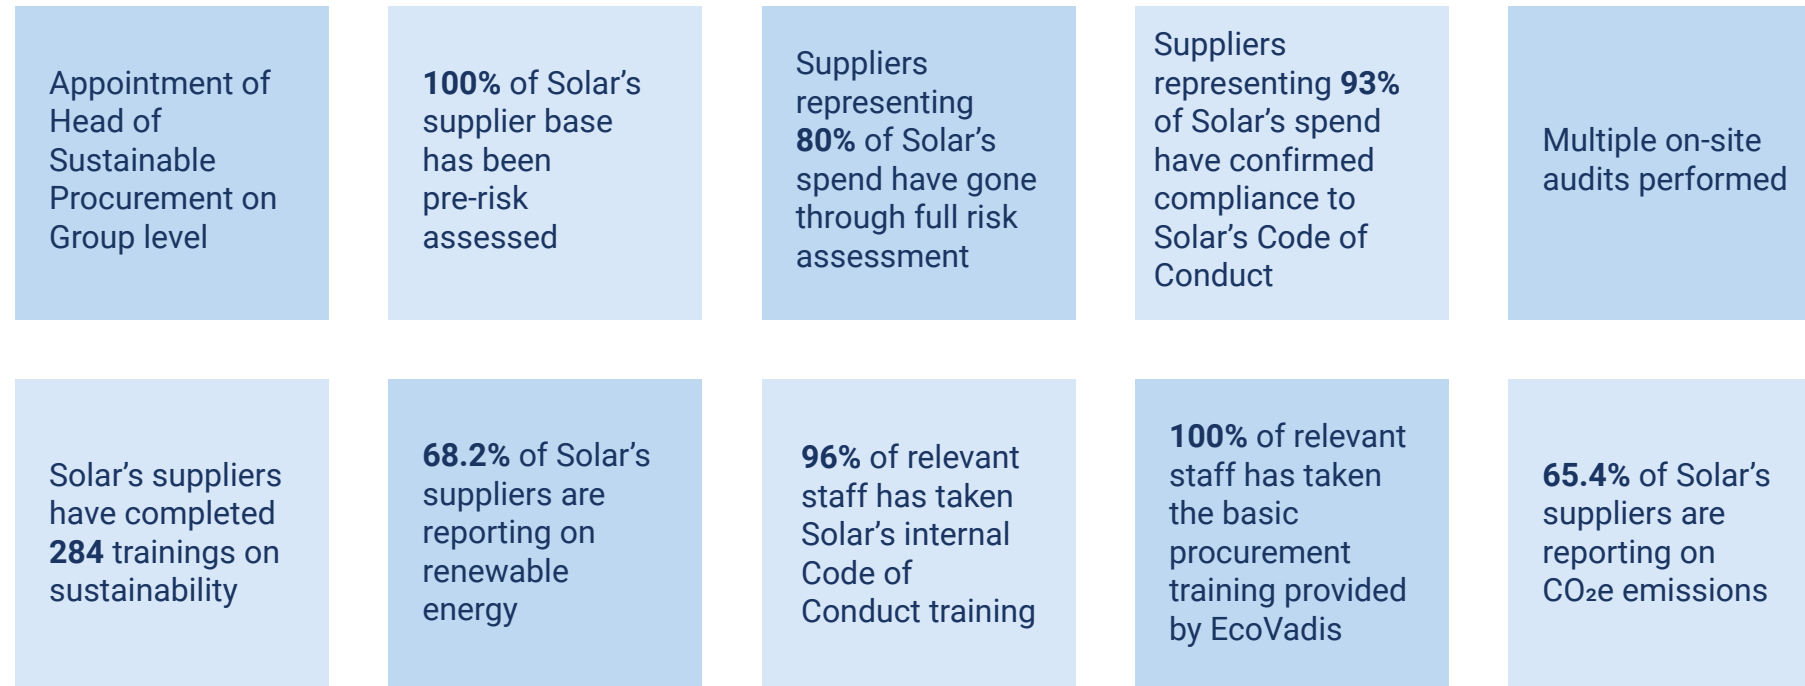 Appointment of
Head of
Sustainable
Procurement on
Group level
100% of Solar’s
supplier base
has been
pre-risk
assessed
Suppliers
representing
80% of Solar’s
spend have gone
through full risk
assessment
Suppliers
representing 93%
of Solar’s spend
have confirmed
compliance to
Solar’s Code of
Conduct
Multiple on-site
audits performed
Solar’s suppliers
have completed
284 trainings on
sustainability
68.2% of Solar’s
suppliers are
reporting on
renewable
energy
96% of relevant
staff has taken
Solar’s internal
Code of
Conduct training
100% of relevant
staff has taken
the basic
procurement
training provided
by EcoVadis
65.4% of Solar’s
suppliers are
reporting on
CO₂e emissions